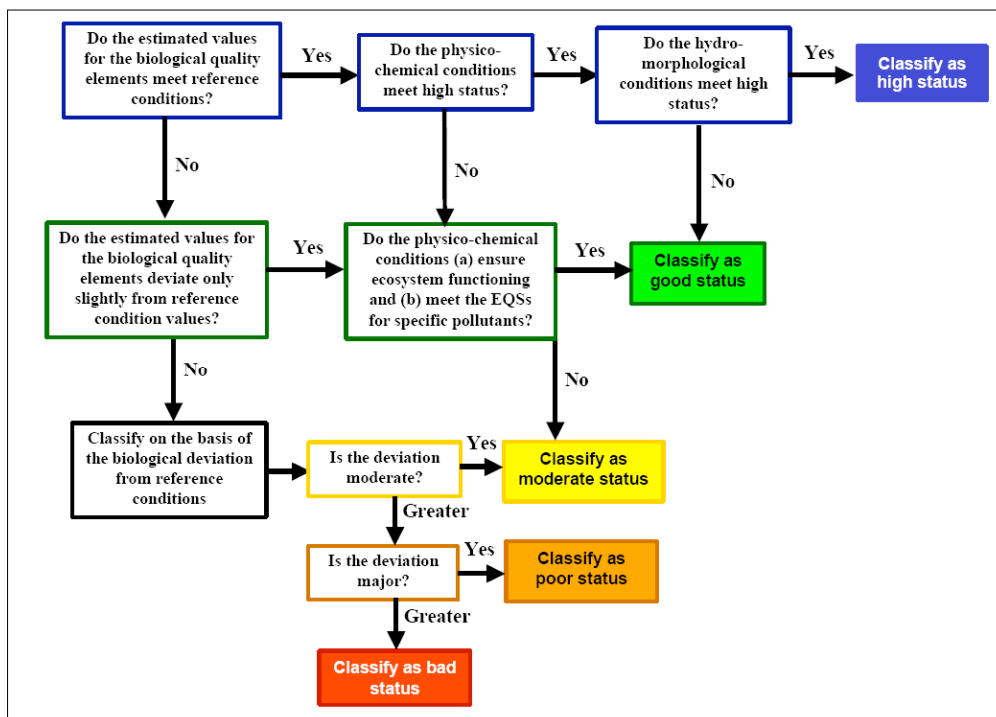 Do the estimated values
for the biological quality
elements meet reference
conditions?
Yes
Do the physico-
chemical conditions
meet high status?
Yes
Do the hydro-
morphological
conditions meet high
status?
Yes
Classify as
high status
No
No
No
Do the estimated values for
the biological quality
elements deviate only
slightly from reference
condition values?
Yes
Do the physico-chemical
conditions (a) ensure
ecosystem functioning
and (b) meet the EQSs
for specific pollutants?
Yes
Classify as
good status
No
No
Classify on the basis of
the biological deviation
from reference
conditions
Is the deviation
moderate?
Yes
Classify as
moderate status
Greater
Is the deviation
major?
Yes
Classify as
poor status
Greater
Classify as bad
status